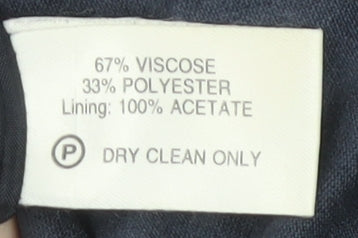 67% VISCOSE
33% POLYESTER
Lining: 100% ACETATE
P DRY CLEAN ONLY